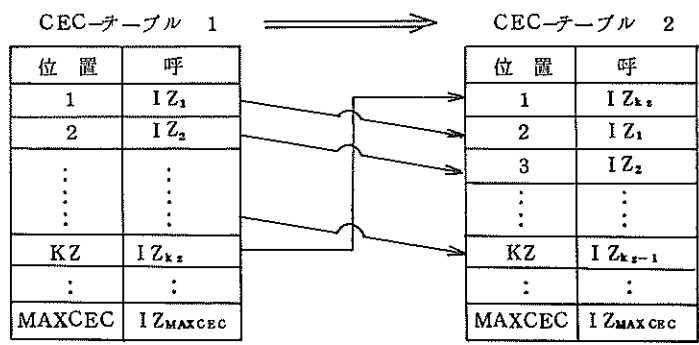 CEC-テーブル 1 CEC-テーブル 2
位置 呼 位置 呼
1 IZ₁ 1 IZₖz
2 IZ₂ 2 IZ₁
3 IZ₂
KZ IZₖz KZ IZₖz₋₁
MAXCEC IZMAXCEC MAXCEC IZMAXCEC